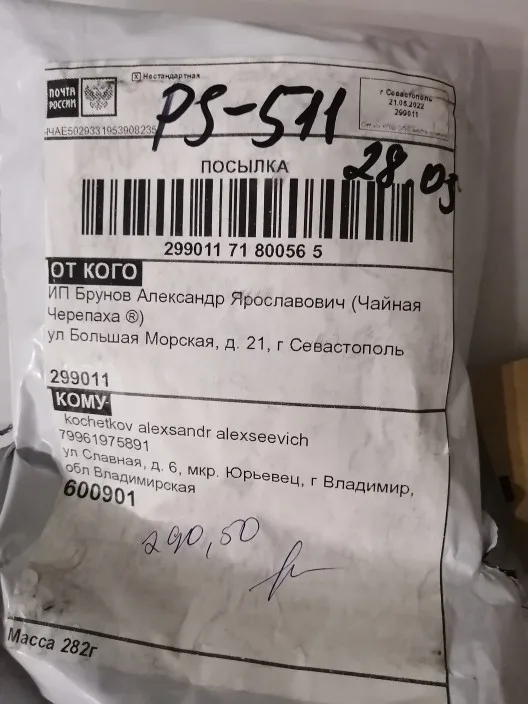 ПОЧТА
РОССИИ
х Нестандартная
г Севастополь
21.05.2022
299011
PS-511
28.05
ПОСЫЛКА
299011 71 80056 5
ОТ КОГО
ИП Брунов Александр Ярославович (Чайная
Черепаха ®)
ул Большая Морская, д. 21, г Севастополь
299011
КОМУ
kochetkov alexsandr alexseevich
79961975891
ул Славная, д. 6, мкр. Юрьевец, г Владимир,
обл Владимирская
600901
290,50
Масса 282г